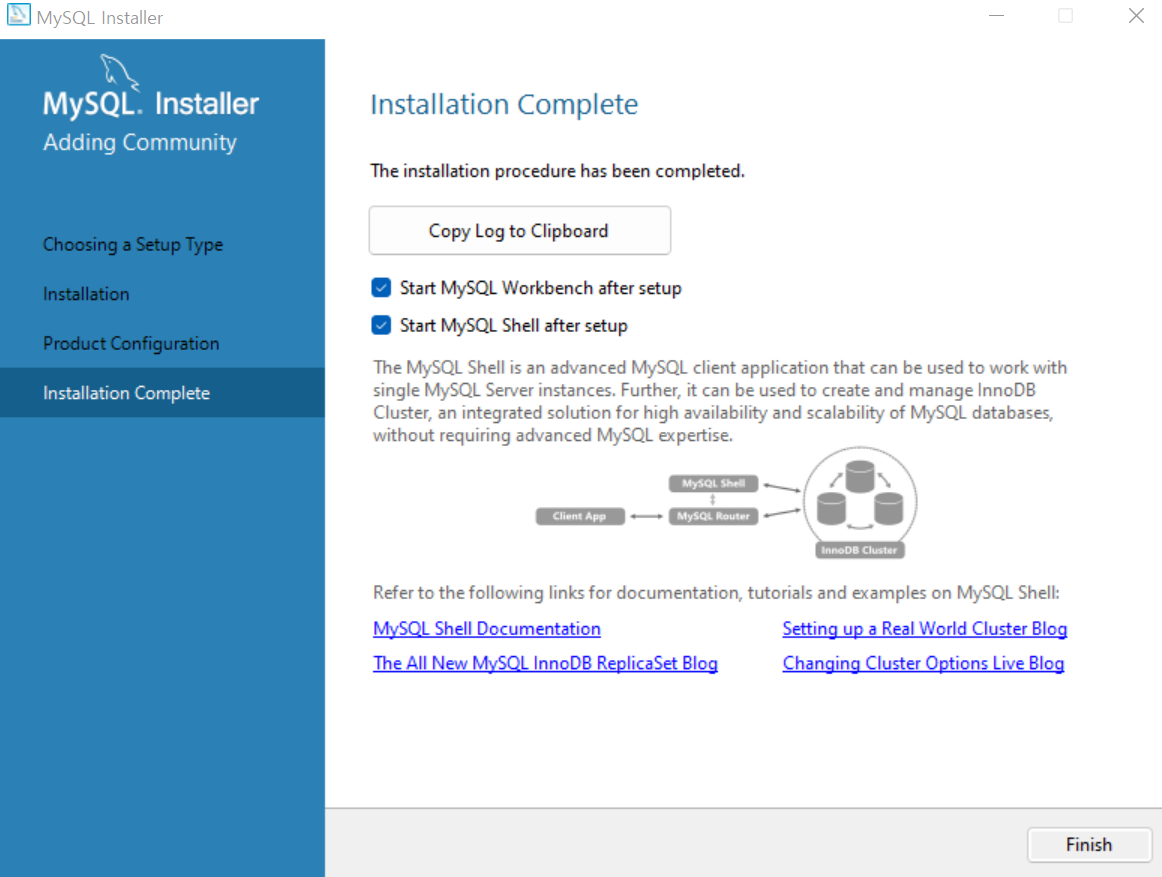 MySQL Installer
MySQL. Installer
Adding Community
Choosing a Setup Type
Installation
Product Configuration
Installation Complete
Installation Complete
The installation procedure has been completed.
Copy Log to Clipboard
Start MySQL Workbench after setup
Start MySQL Shell after setup
The MySQL Shell is an advanced MySQL client application that can be used to work with
single MySQL Server instances. Further, it can be used to create and manage InnoDB
Cluster, an integrated solution for high availability and scalability of MySQL databases,
without requiring advanced MySQL expertise.
MySQL Shell
Client App
MySQL Router
InnoDB Cluster
Refer to the following links for documentation, tutorials and examples on MySQL Shell:
MySQL Shell Documentation
Setting up a Real World Cluster Blog
The All New MySQL InnoDB ReplicaSet Blog
Changing Cluster Options Live Blog
Finish